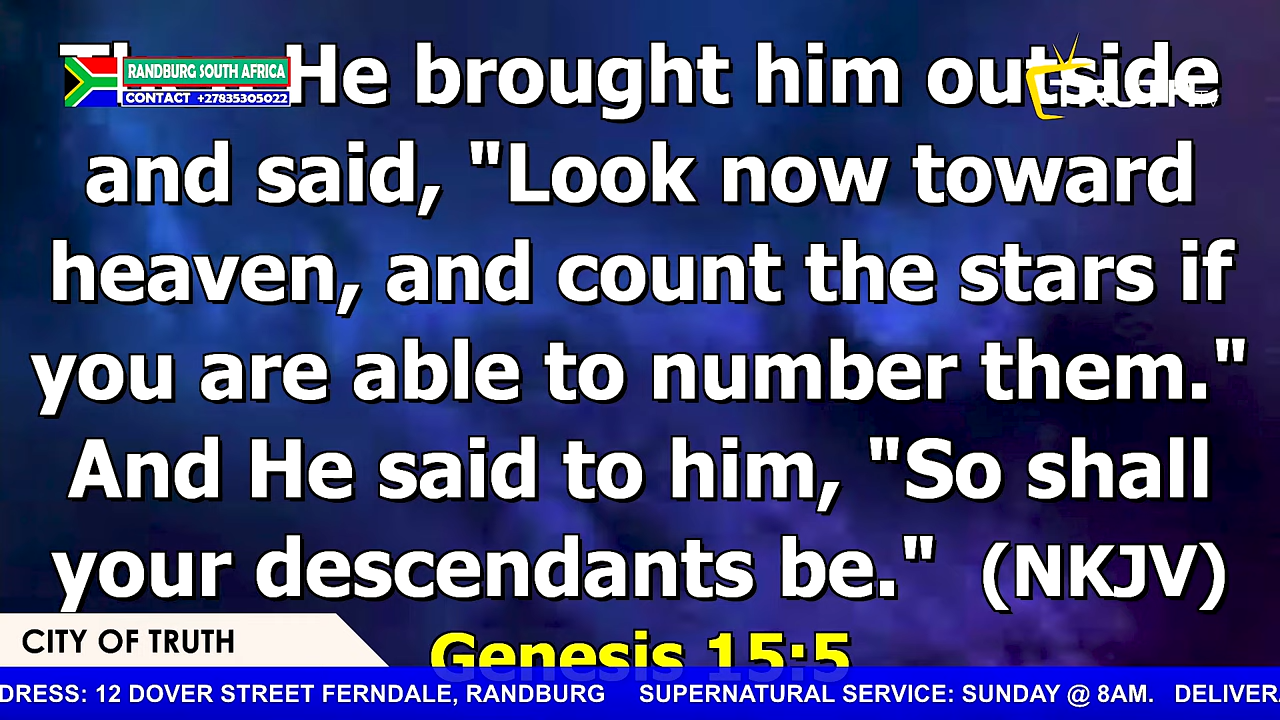 He brought him outside
RANDBURG SOUTH AFRICA
CONTACT +27835305022
TRUTH TV
and said, "Look now toward
heaven, and count the stars if
you are able to number them."
And He said to him, "So shall
your descendants be." (NKJV)
Genesis 15:5
CITY OF TRUTH
DRESS: 12 DOVER STREET FERNDALE, RANDBURG SUPERNATURAL SERVICE: SUNDAY @ 8AM. DELIVER